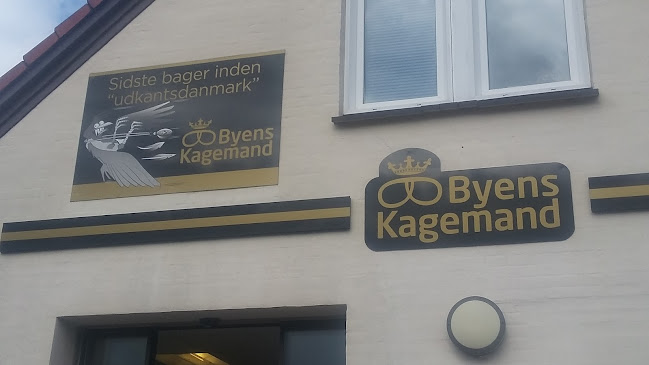 Sidste bager inden
"udkantsdanmark"
Byens
Kagemand
Byens
Kagemand